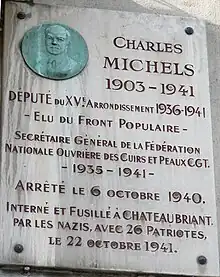 CHARLES
MICHELS
1903 - 1941
DÉPUTÉ DU XVE ARRONDISSEMENT 1936-1941
- ELU DU FRONT POPULAIRE -
SECRÉTAIRE GÉNÉRAL DE LA FÉDÉRATION
NATIONALE OUVRIÈRE DES CUIRS ET PEAUX C.G.T.
- 1935 - 1941 -
ARRÊTÉ LE 6 OCTOBRE 1940.
INTERNÉ ET FUSILLÉ À CHATEAUBRIANT,
PAR LES NAZIS, AVEC 26 PATRIOTES,
LE 22 OCTOBRE 1941.